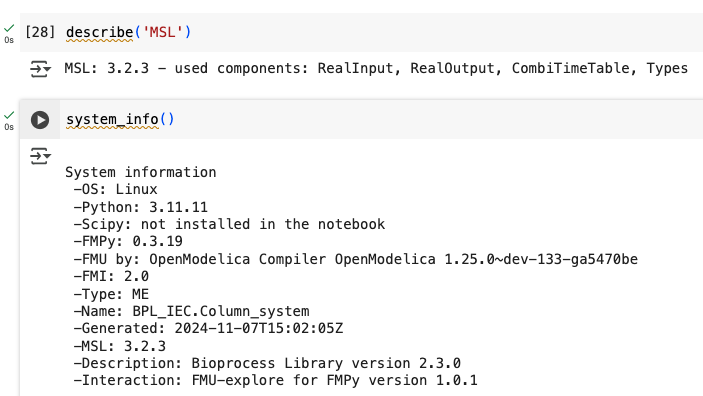 [28] describe('MSL')
0s
MSL: 3.2.3 - used components: RealInput, RealOutput, CombiTimeTable, Types
system_info()
0s
System information
-OS: Linux
-Python: 3.11.11
-Scipy: not installed in the notebook
-FMPy: 0.3.19
-FMU by: OpenModelica Compiler OpenModelica 1.25.0~dev-133-ga5470be
-FMI: 2.0
-Type: ME
-Name: BPL_IEC.Column_system
-Generated: 2024-11-07T15:02:05Z
-MSL: 3.2.3
-Description: Bioprocess Library version 2.3.0
-Interaction: FMU-explore for FMPy version 1.0.1